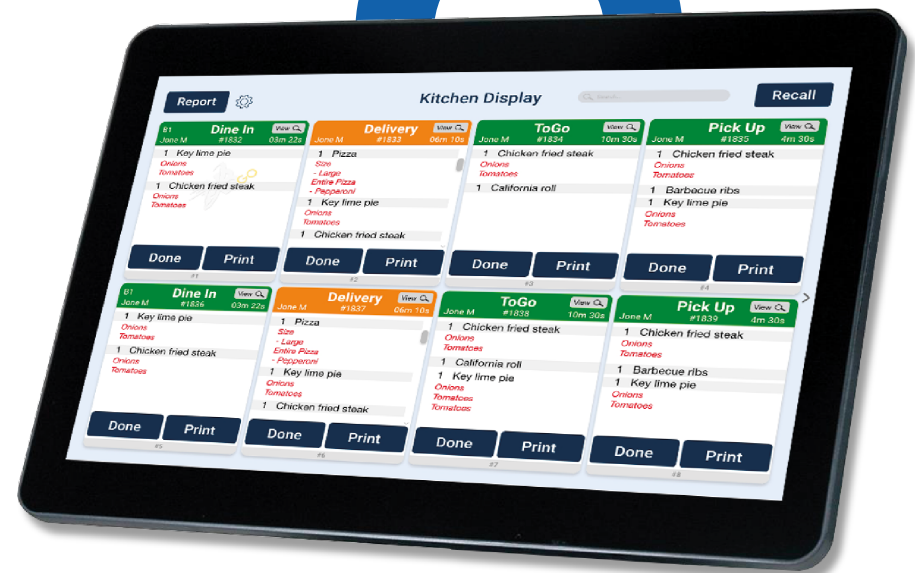 Report
Kitchen Display
Search...
Recall
B1 Dine In View
Jone M #1832 03m 22s
1 Key lime pie
Onions
Tomatoes
1 Chicken fried steak
Onions
Tomatoes
Done Print
#1
Delivery View
Jone M #1833 06m 10s
1 Pizza
Size
- Large
Entire Pizza
- Pepperoni
1 Key lime pie
Onions
Tomatoes
1 Chicken fried steak
Done Print
#2
ToGo View
Jone M #1834 10m 30s
1 Chicken fried steak
Onions
Tomatoes
1 California roll
Done Print
#3
Pick Up View
Jone M #1835 4m 30s
1 Chicken fried steak
Onions
Tomatoes
1 Barbecue ribs
1 Key lime pie
Onions
Tomatoes
Done Print
#4
B1 Dine In View
Jone M #1836 03m 22s
1 Key lime pie
Onions
Tomatoes
1 Chicken fried steak
Onions
Tomatoes
Done Print
#5
Delivery View
Jone M #1837 06m 10s
1 Pizza
Size
- Large
Entire Pizza
- Pepperoni
1 Key lime pie
Onions
Tomatoes
1 Chicken fried steak
Done Print
#6
ToGo View
Jone M #1838 10m 30s
1 Chicken fried steak
Onions
Tomatoes
1 California roll
1 Key lime pie
Onions
Tomatoes
Tomatoes
Done Print
#7
Pick Up View
Jone M #1839 4m 30s
1 Chicken fried steak
Onions
Tomatoes
1 Barbecue ribs
1 Key lime pie
Onions
Tomatoes
Done Print
#8